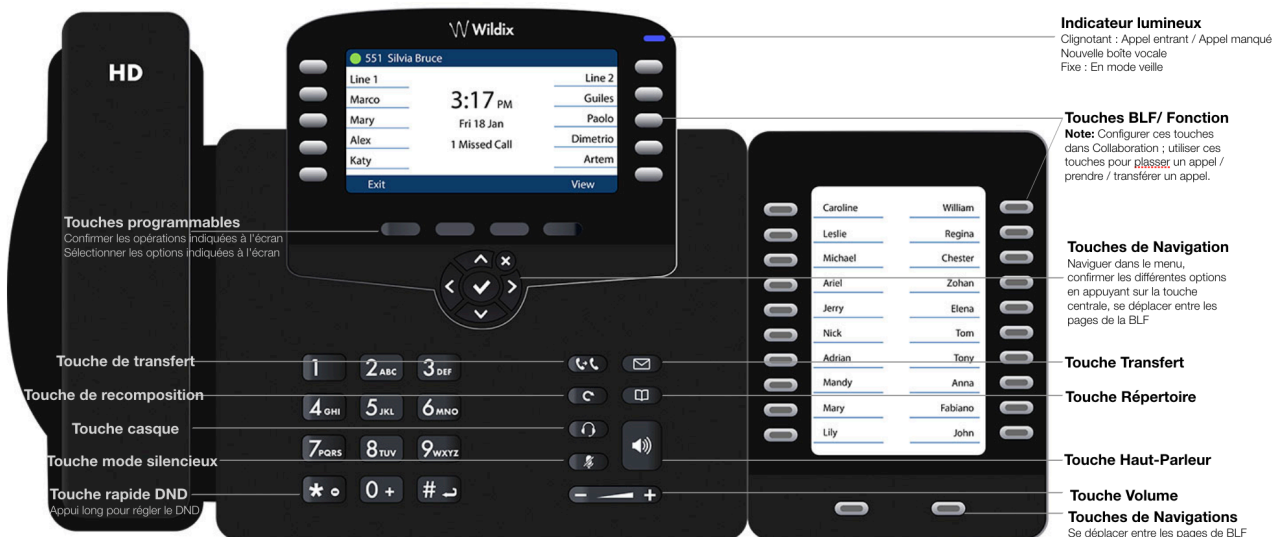 HD
Wildix
551 Silvia Bruce
Line 1
Line 2
Marco
3:17 PM
Guiles
Mary
Fri 18 Jan
Paolo
Alex
1 Missed Call
Dimetrio
Katy
Artem
Exit
View
Indicateur lumineux
Clignotant : Appel entrant / Appel manqué
Nouvelle boîte vocale
Fixe : En mode veille
Touches BLF/ Fonction
Note: Configurer ces touches
dans Collaboration ; utiliser ces
touches pour plasser un appel /
prendre / transférer un appel.
Touches programmables
Confirmer les opérations indiquées à l'écran
Sélectionner les options indiquées à l'écran
Touches de Navigation
Naviguer dans le menu,
confirmer les différentes options
en appuyant sur la touche
centrale, se déplacer entre les
pages de la BLF
Caroline
William
Leslie
Regina
Michael
Chester
Ariel
Zohan
Jerry
Elena
Nick
Tom
Adrian
Tony
Mandy
Anna
Mary
Fabiano
Lily
John
Touche de transfert
Touche de recomposition
Touche casque
Touche mode silencieux
Touche rapide DND
Appui long pour régler le DND
1
2 ABC
3 DEF
4 GHI
5 JKL
6 MNO
7 PQRS
8 TUV
9 WXYZ
*
0 +
#
− +
Touche Transfert
Touche Répertoire
Touche Haut-Parleur
Touche Volume
Touches de Navigations
Se déplacer entre les pages de BLF